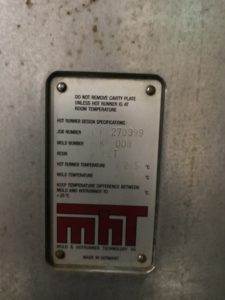 DO NOT REMOVE CAVITY PLATE
UNLESS HOT RUNNER IS AT
ROOM TEMPERATURE
HOT RUNNER DESIGN SPECIFICATIONS:
JOB NUMBER 270399
MOLD NUMBER
RESIN
HOT RUNNER TEMPERATURE °C
MOLD TEMPERATURE °C
KEEP TEMPERATURE DIFFERENCE BETWEEN
MOLD AND HOTRUNNER TO
°C
MHT
MOLD & HOTRUNNER TECHNOLOGY AG
MADE IN GERMANY